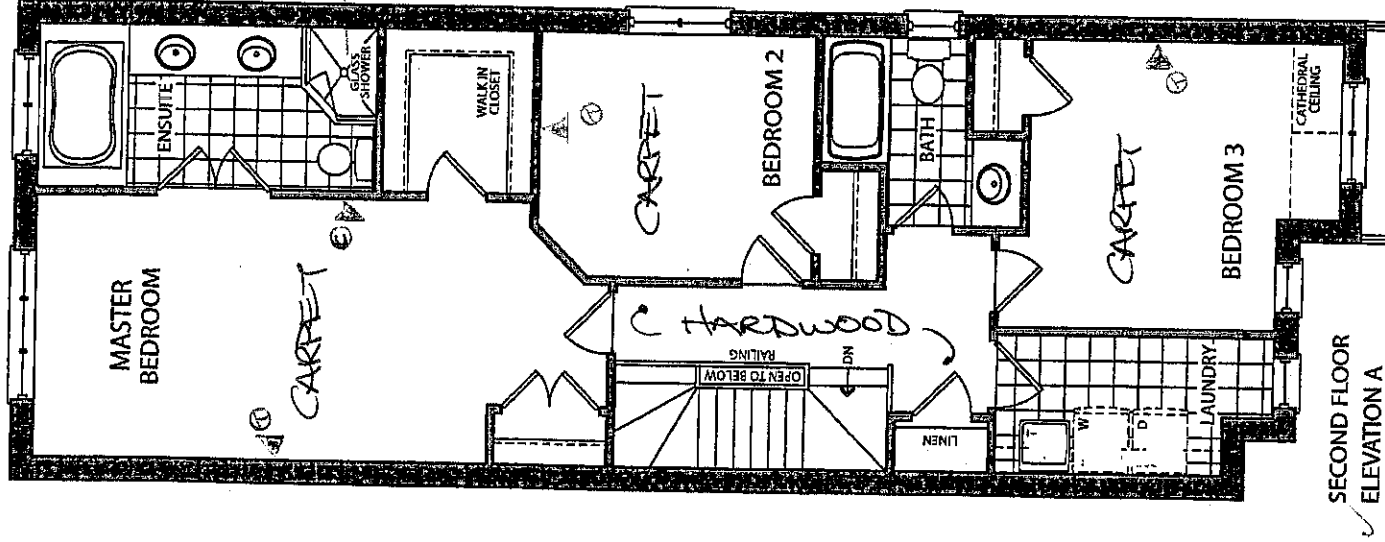 ENSUITE
GLASS
SHOWER
WALK IN
CLOSET
MASTER
BEDROOM
CARPET
CARPET
BEDROOM 2
BATH
HARDWOOD
RAILING
OPEN TO BELOW
DN
LINEN
CARPET
BEDROOM 3
CATHEDRAL
CEILING
T
W
D
LAUNDRY
SECOND FLOOR
ELEVATION A